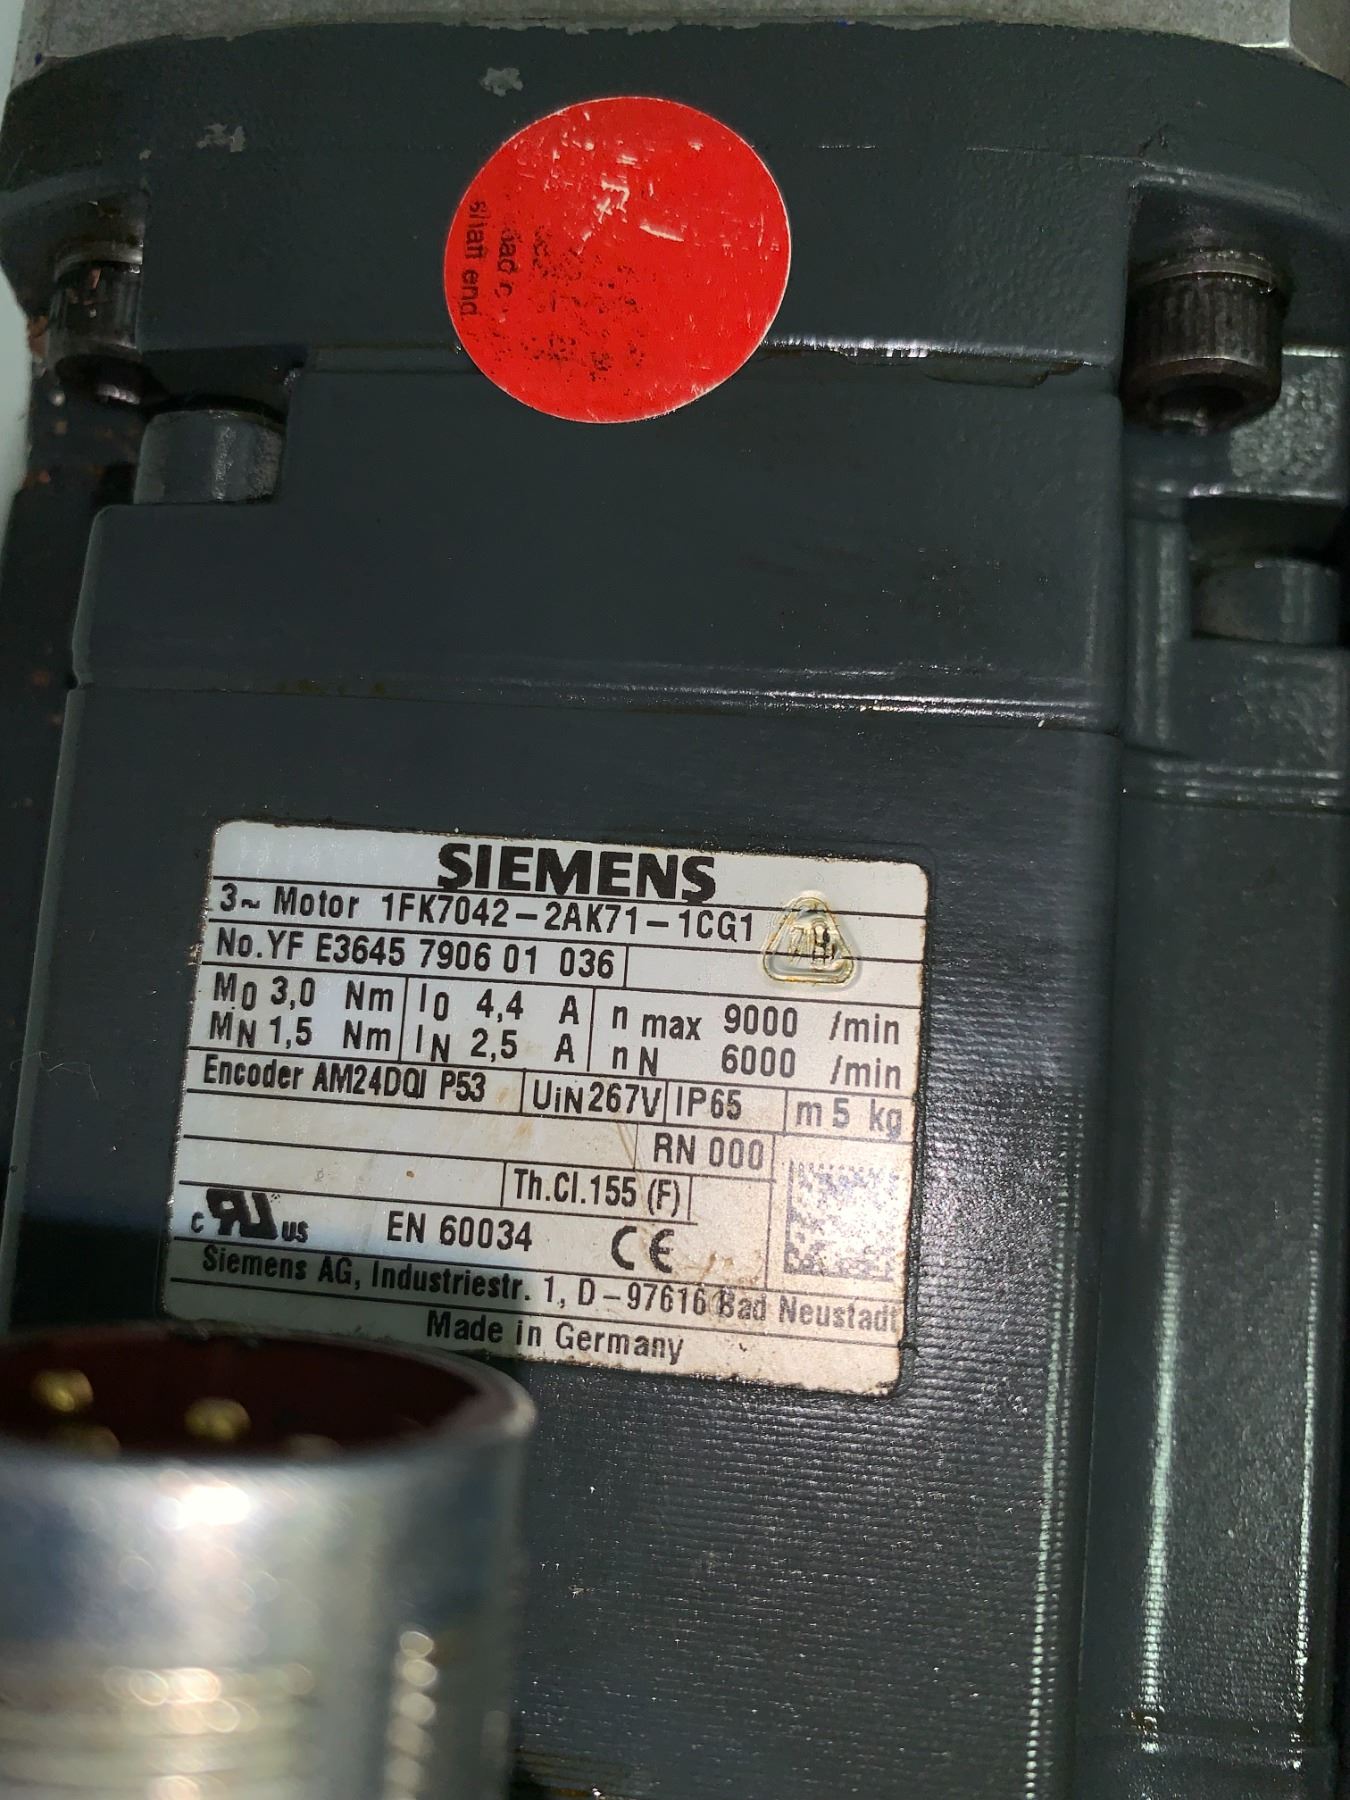 shaft end
SIEMENS
3~ Motor 1FK7042-2AK71-1CG1
No.YF E3645 7906 01 036
M0 3,0 Nm I0 4,4 A n max 9000 /min
MN 1,5 Nm IN 2,5 A nN 6000 /min
Encoder AM24DQI P53 UiN267V IP65 m 5 kg
RN 000
Th.Cl.155 (F)
c us EN 60034 CE
Siemens AG, Industriestr. 1, D-97616 Bad Neustadt
Made in Germany